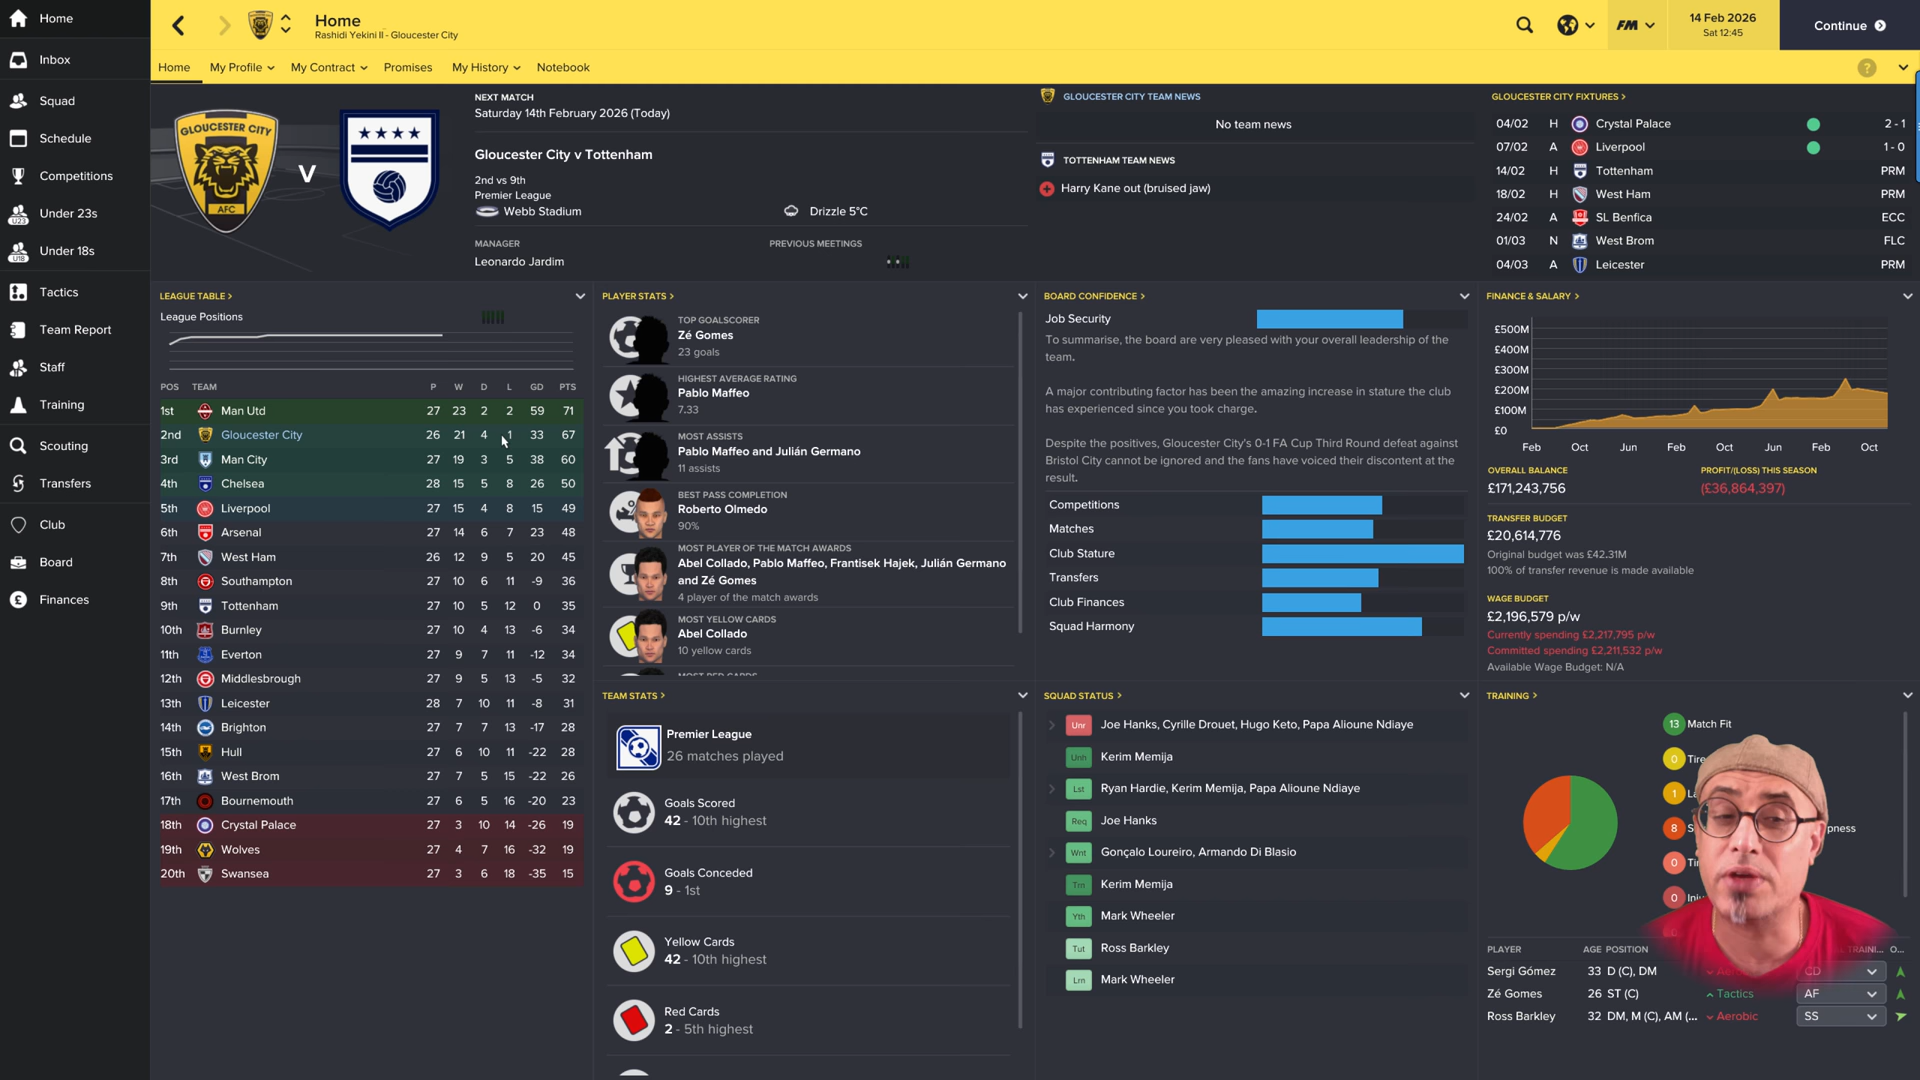 Home
Inbox
Squad
Schedule
Competitions
Under 23s
Under 18s
Tactics
Team Report
Staff
Training
Scouting
Transfers
Club
Board
Finances
Home
Rashidi Yekini II - Gloucester City
FM
14 Feb 2026
Sat 12:45
Continue
Home My Profile My Contract Promises My History Notebook
?
GLOUCESTER CITY
AFC
V
NEXT MATCH
Saturday 14th February 2026 (Today)
Gloucester City v Tottenham
2nd vs 9th
Premier League
Webb Stadium Drizzle 5°C
MANAGER PREVIOUS MEETINGS
Leonardo Jardim
GLOUCESTER CITY TEAM NEWS
No team news
TOTTENHAM TEAM NEWS
Harry Kane out (bruised jaw)
GLOUCESTER CITY FIXTURES >
04/02 H Crystal Palace 2 - 1
07/02 A Liverpool 1 - 0
14/02 H Tottenham PRM
18/02 H West Ham PRM
24/02 A SL Benfica ECC
01/03 N West Brom FLC
04/03 A Leicester PRM
LEAGUE TABLE >
League Positions
POS TEAM P W D L GD PTS
1st Man Utd 27 23 2 2 59 71
2nd Gloucester City 26 21 4 1 33 67
3rd Man City 27 19 3 5 38 60
4th Chelsea 28 15 5 8 26 50
5th Liverpool 27 15 4 8 15 49
6th Arsenal 27 14 6 7 23 48
7th West Ham 26 12 9 5 20 45
8th Southampton 27 10 6 11 -9 36
9th Tottenham 27 10 5 12 0 35
10th Burnley 27 10 4 13 -6 34
11th Everton 27 9 7 11 -12 34
12th Middlesbrough 27 9 5 13 -5 32
13th Leicester 28 7 10 11 -8 31
14th Brighton 27 7 7 13 -17 28
15th Hull 27 6 10 11 -22 28
16th West Brom 27 7 5 15 -22 26
17th Bournemouth 27 6 5 16 -20 23
18th Crystal Palace 27 3 10 14 -26 19
19th Wolves 27 4 7 16 -32 19
20th Swansea 27 3 6 18 -35 15
PLAYER STATS >
TOP GOALSCORER
Zé Gomes
23 goals
HIGHEST AVERAGE RATING
Pablo Maffeo
7.33
MOST ASSISTS
Pablo Maffeo and Julián Germano
11 assists
BEST PASS COMPLETION
Roberto Olmedo
90%
MOST PLAYER OF THE MATCH AWARDS
Abel Collado, Pablo Maffeo, Frantisek Hajek, Julián Germano
and Zé Gomes
4 player of the match awards
MOST YELLOW CARDS
Abel Collado
10 yellow cards
MOST RED CARDS
TEAM STATS >
Premier League
26 matches played
Goals Scored
42 - 10th highest
Goals Conceded
9 - 1st
Yellow Cards
42 - 10th highest
Red Cards
2 - 5th highest
BOARD CONFIDENCE >
Job Security
To summarise, the board are very pleased with your overall leadership of the
team.
A major contributing factor has been the amazing increase in stature the club
has experienced since you took charge.
Despite the positives, Gloucester City's 0-1 FA Cup Third Round defeat against
Bristol City cannot be ignored and the fans have voiced their discontent at the
result.
Competitions
Matches
Club Stature
Transfers
Club Finances
Squad Harmony
SQUAD STATUS >
Unr Joe Hanks, Cyrille Drouet, Hugo Keto, Papa Alioune Ndiaye
Unh Kerim Memija
Lst Ryan Hardie, Kerim Memija, Papa Alioune Ndiaye
Req Joe Hanks
Wnt Gonçalo Loureiro, Armando Di Blasio
Trn Kerim Memija
Yth Mark Wheeler
Tut Ross Barkley
Lrn Mark Wheeler
FINANCE & SALARY >
£500M
£400M
£300M
£200M
£100M
£0
Feb Oct Jun Feb Oct Jun Feb Oct
OVERALL BALANCE PROFIT/(LOSS) THIS SEASON
£171,243,756 (£36,864,397)
TRANSFER BUDGET
£20,614,776
Original budget was £42.31M
100% of transfer revenue is made available
WAGE BUDGET
£2,196,579 p/w
Currently spending £2,217,795 p/w
Committed spending £2,211,532 p/w
Available Wage Budget: N/A
TRAINING >
13 Match Fit
0 Tire
1
8 S pness
0
0 Inj
PLAYER AGE POSITION TRAINI... O...
Sergi Gómez 33 D (C), DM CD
Zé Gomes 26 ST (C) Tactics AF
Ross Barkley 32 DM, M (C), AM (... Aerobic SS